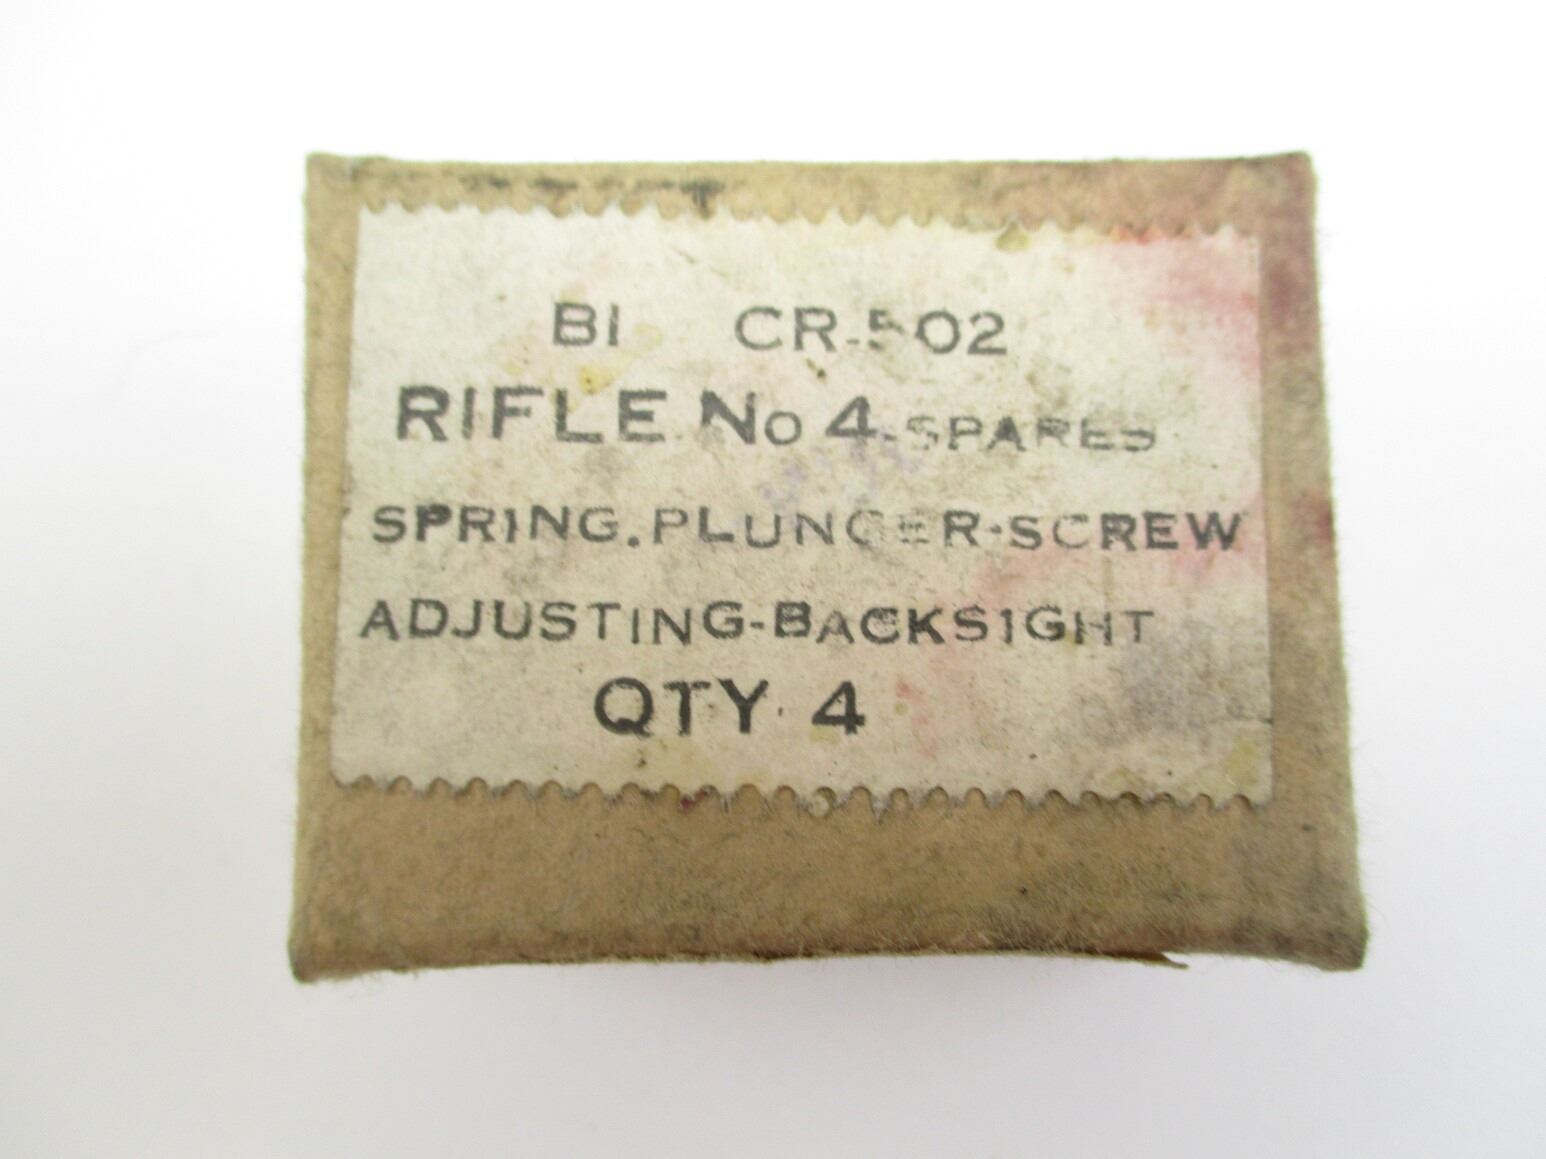 BI CR-502
RIFLE No 4-SPARES
SPRING.PLUNGER-SCREW
ADJUSTING-BACKSIGHT
QTY. 4